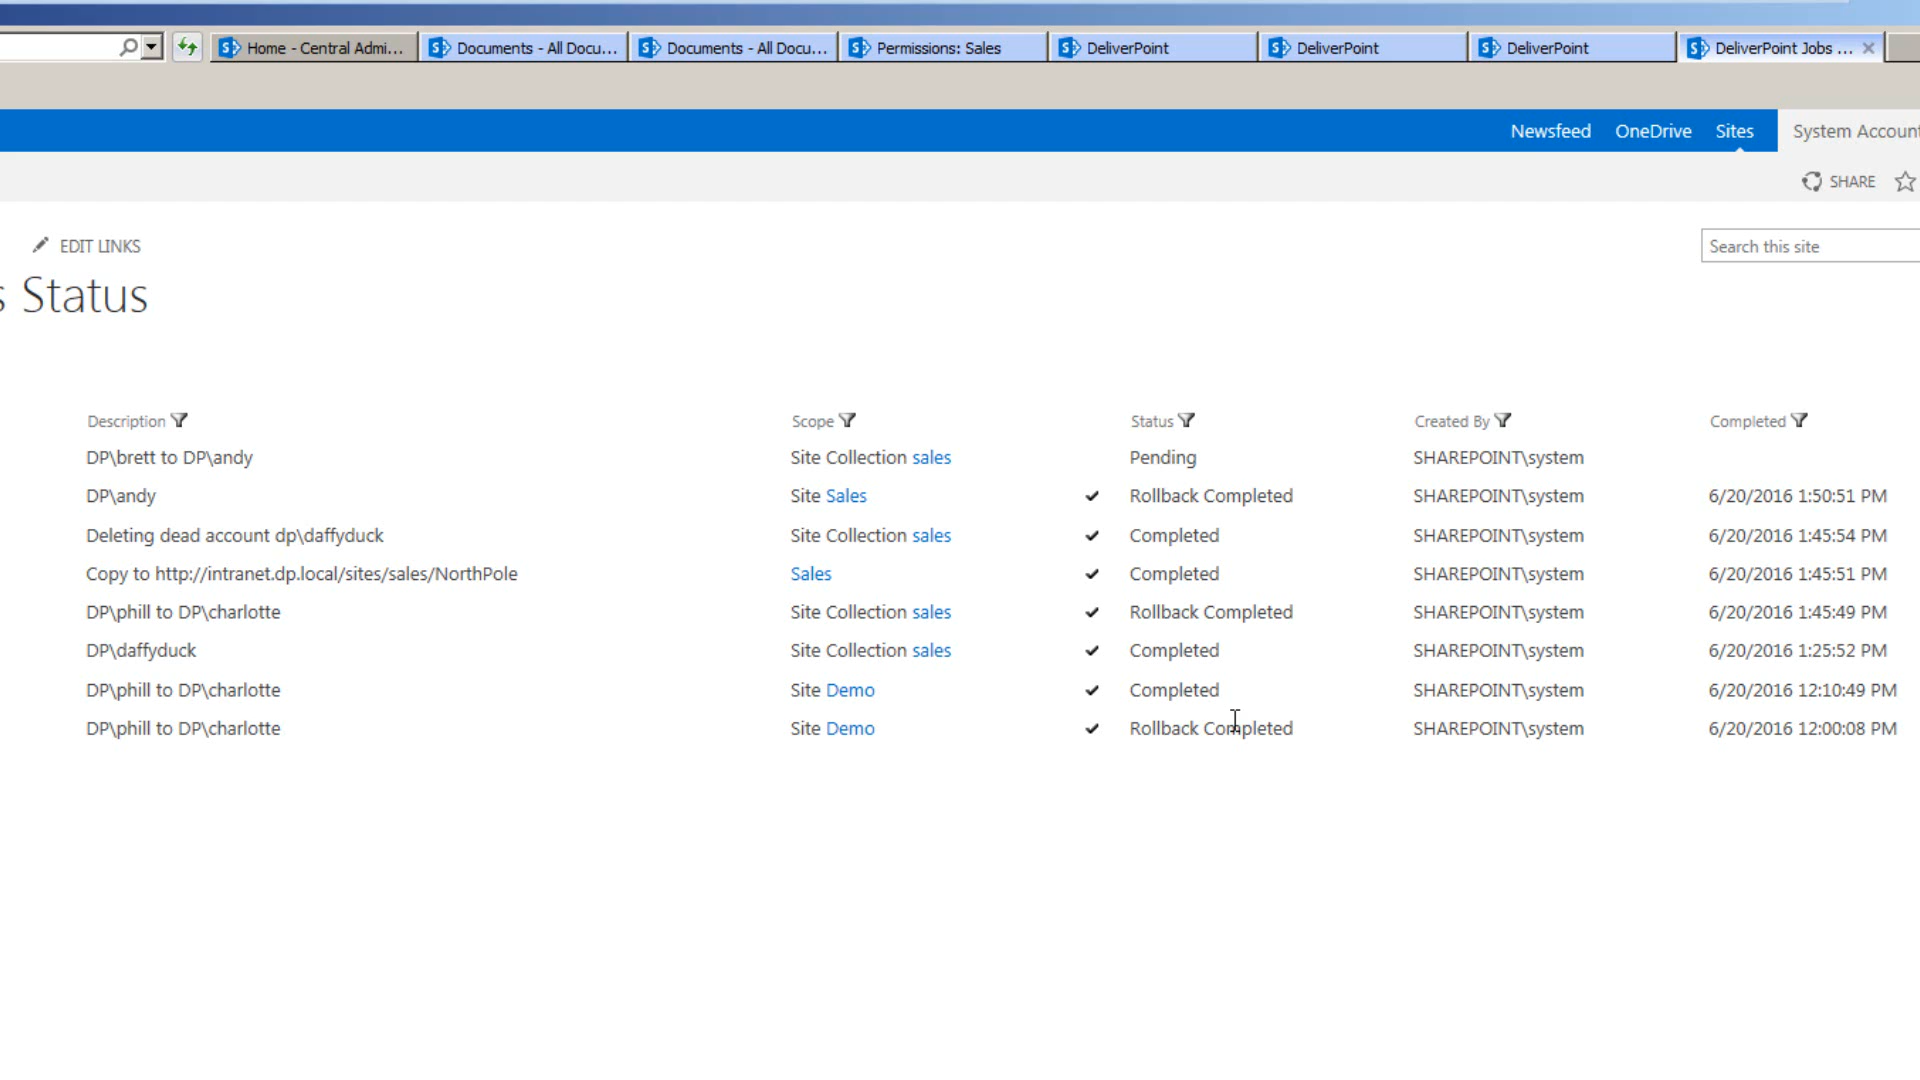 Home - Central Admi... Documents - All Docu... Documents - All Docu... Permissions: Sales DeliverPoint DeliverPoint DeliverPoint DeliverPoint Jobs ...
Newsfeed OneDrive Sites System Account
SHARE
EDIT LINKS Search this site
s Status
Description Scope Status Created By Completed
DP\brett to DP\andy Site Collection sales Pending SHAREPOINT\system
DP\andy Site Sales Rollback Completed SHAREPOINT\system 6/20/2016 1:50:51 PM
Deleting dead account dp\daffyduck Site Collection sales Completed SHAREPOINT\system 6/20/2016 1:45:54 PM
Copy to http://intranet.dp.local/sites/sales/NorthPole Sales Completed SHAREPOINT\system 6/20/2016 1:45:51 PM
DP\phill to DP\charlotte Site Collection sales Rollback Completed SHAREPOINT\system 6/20/2016 1:45:49 PM
DP\daffyduck Site Collection sales Completed SHAREPOINT\system 6/20/2016 1:25:52 PM
DP\phill to DP\charlotte Site Demo Completed SHAREPOINT\system 6/20/2016 12:10:49 PM
DP\phill to DP\charlotte Site Demo Rollback Completed SHAREPOINT\system 6/20/2016 12:00:08 PM